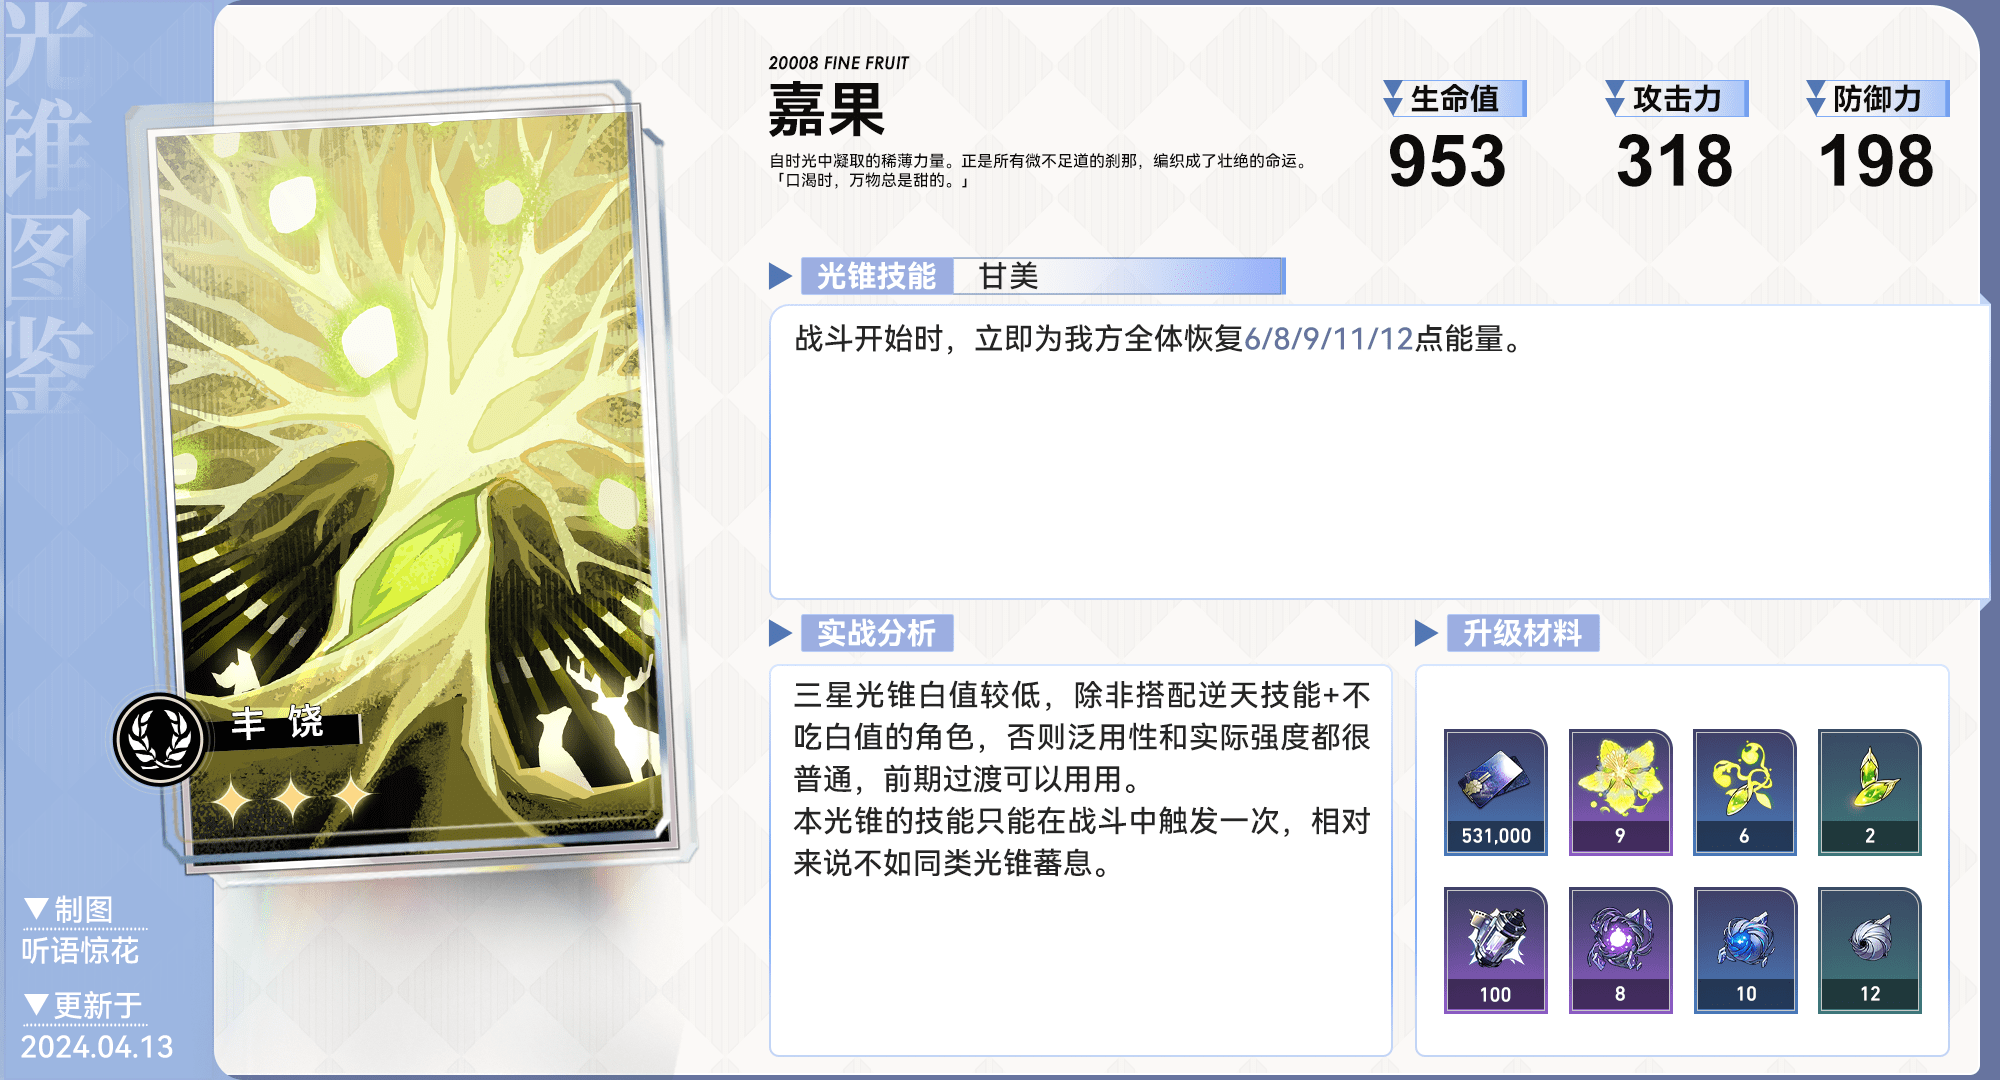 光锥图鉴
20008 FINE FRUIT
嘉果
自时光中凝取的稀薄力量。正是所有微不足道的刹那，编织成了壮绝的命运。
「口渴时，万物总是甜的。」
生命值
953
攻击力
318
防御力
198
光锥技能
甘美
战斗开始时，立即为我方全体恢复6/8/9/11/12点能量。
丰饶
实战分析
三星光锥白值较低，除非搭配逆天技能+不
吃白值的角色，否则泛用性和实际强度都很
普通，前期过渡可以用用。
本光锥的技能只能在战斗中触发一次，相对
来说不如同类光锥蕃息。
升级材料
531,000
9
6
2
100
8
10
12
▼制图
听语惊花
▼更新于
2024.04.13